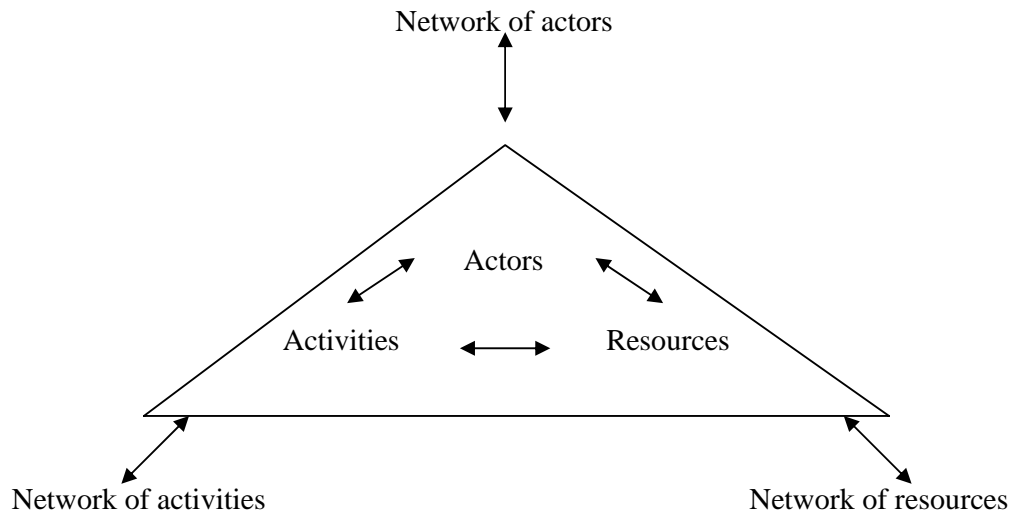 Network of actors
Actors
Activities
Resources
Network of activities
Network of resources